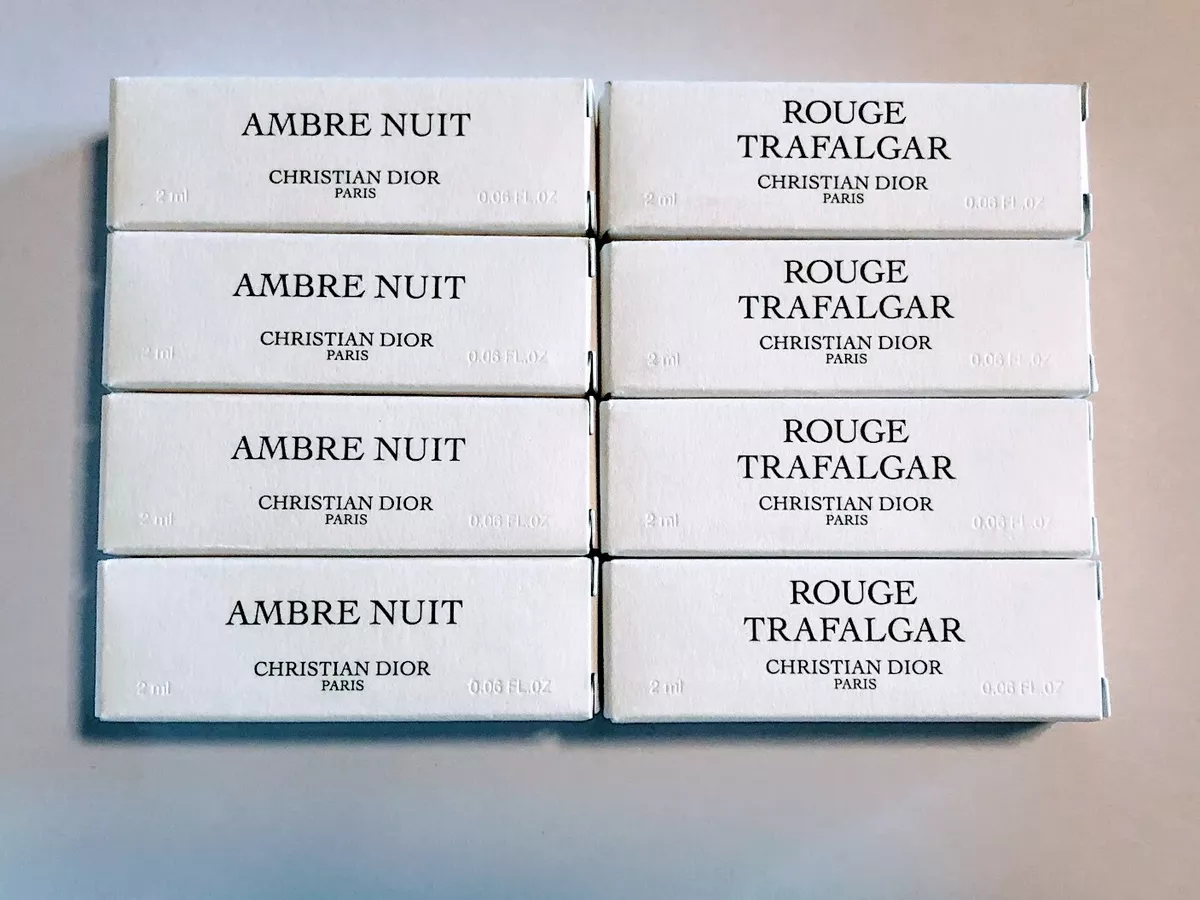 AMBRE NUIT
CHRISTIAN DIOR
PARIS
2 ml 0.06 FL.OZ
ROUGE
TRAFALGAR
CHRISTIAN DIOR
PARIS
2 ml 0.06 FL.OZ
AMBRE NUIT
CHRISTIAN DIOR
PARIS
2 ml 0.06 FL.OZ
ROUGE
TRAFALGAR
CHRISTIAN DIOR
PARIS
2 ml 0.06 FL.OZ
AMBRE NUIT
CHRISTIAN DIOR
PARIS
2 ml 0.06 FL.OZ
ROUGE
TRAFALGAR
CHRISTIAN DIOR
PARIS
2 ml 0.06 FL.OZ
AMBRE NUIT
CHRISTIAN DIOR
PARIS
2 ml 0.06 FL.OZ
ROUGE
TRAFALGAR
CHRISTIAN DIOR
PARIS
2 ml 0.06 FL.OZ